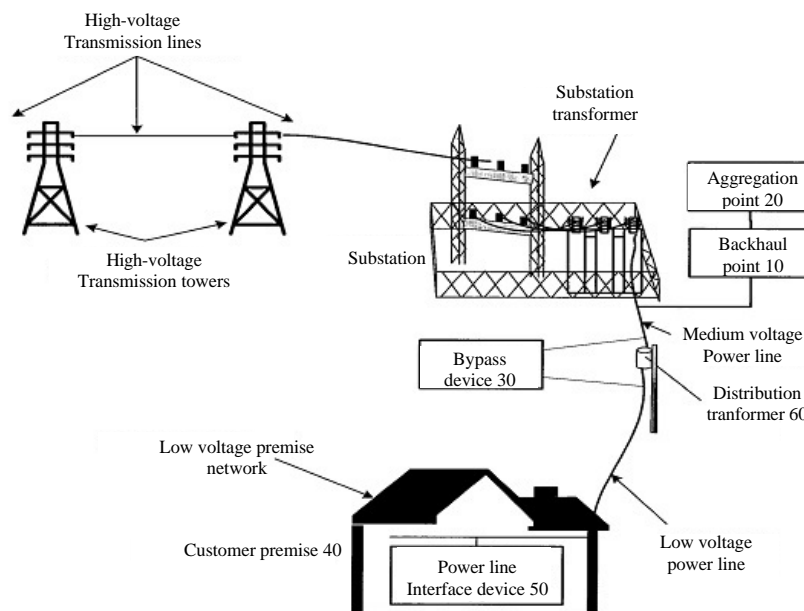 High-voltage
Transmission lines
Substation
transformer
Aggregation
point 20
Backhaul
point 10
Substation
High-voltage
Transmission towers
Medium voltage
Power line
Bypass
device 30
Distribution
tranformer 60
Low voltage premise
network
Customer premise 40
Power line
Interface device 50
Low voltage
power line